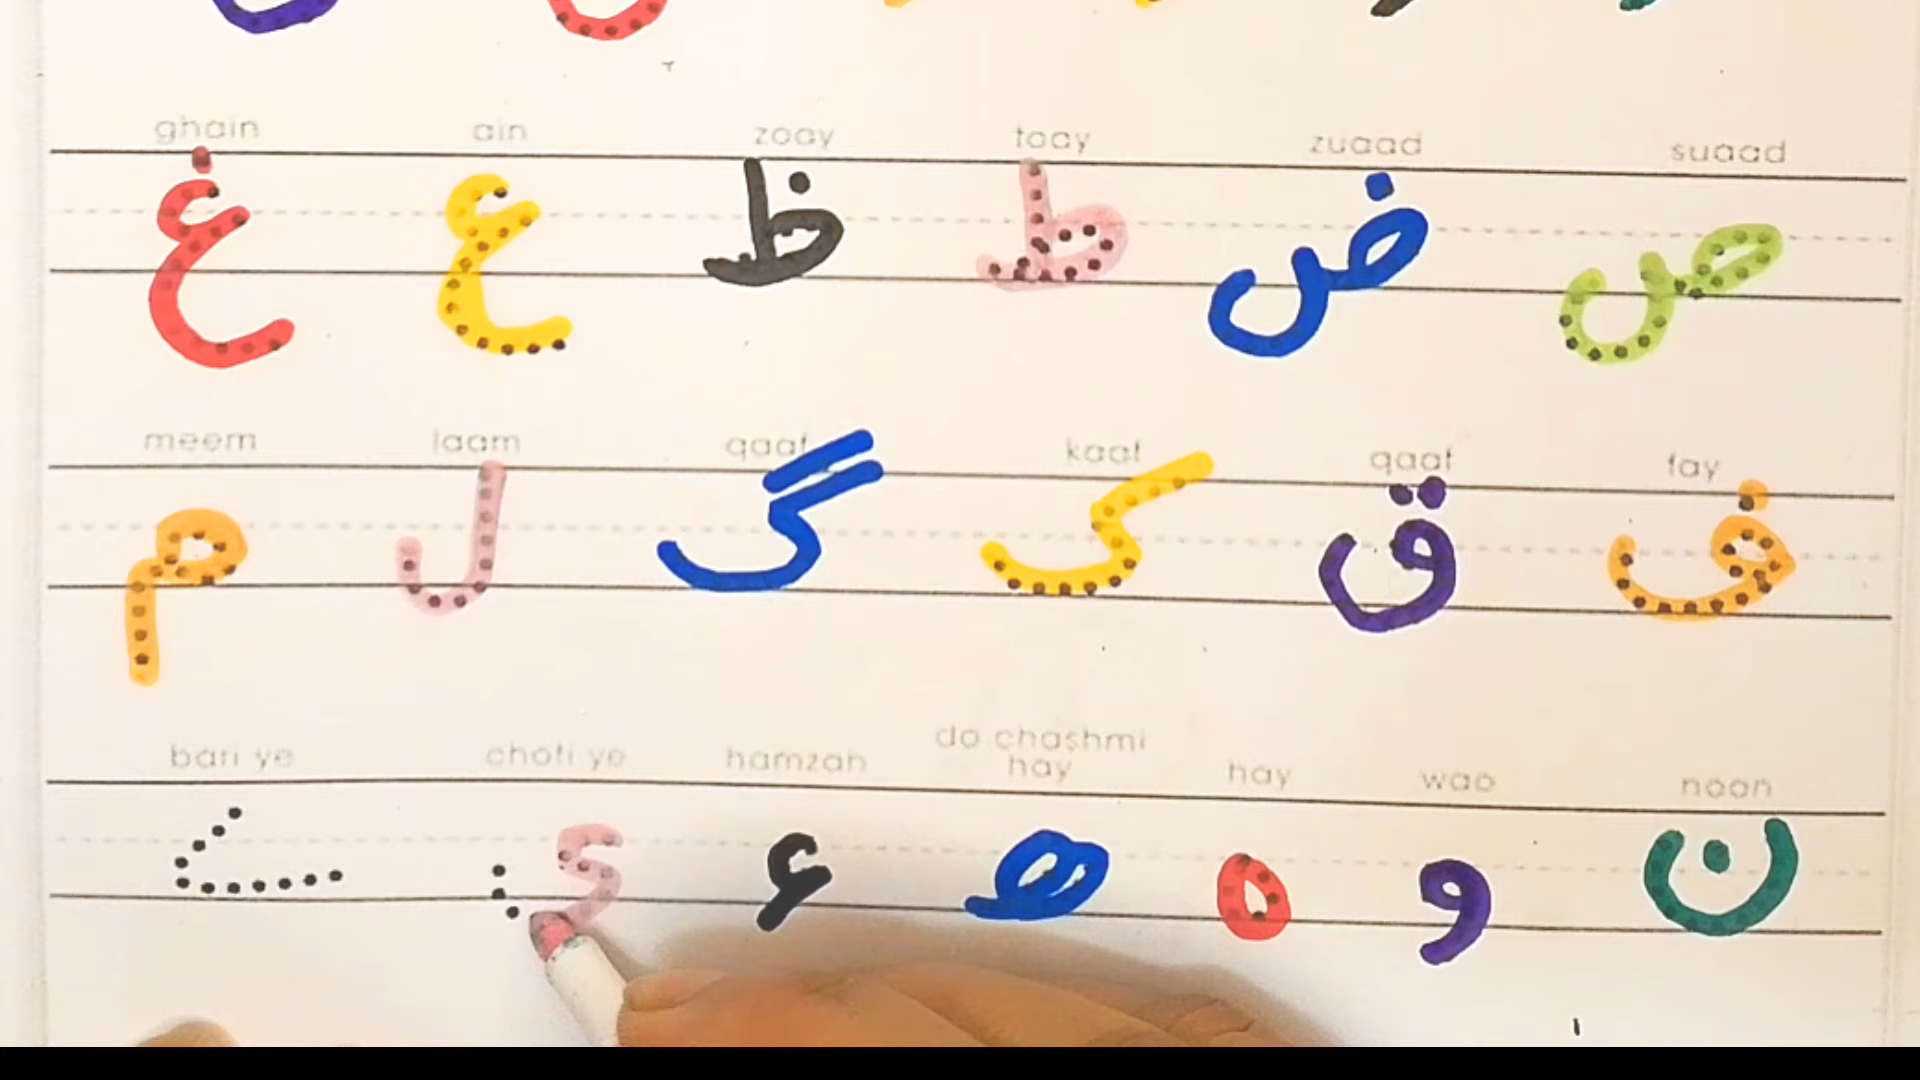 suaad zuaad toay zoay ain ghain
ص ض ط ظ ع غ
fay qaaf kaaf gaaf laam meem
ف ق ک گ ل م
noon wao hay do chashmi hay hamzah choti ye bari ye
ن و ہ ھ ء ی ے